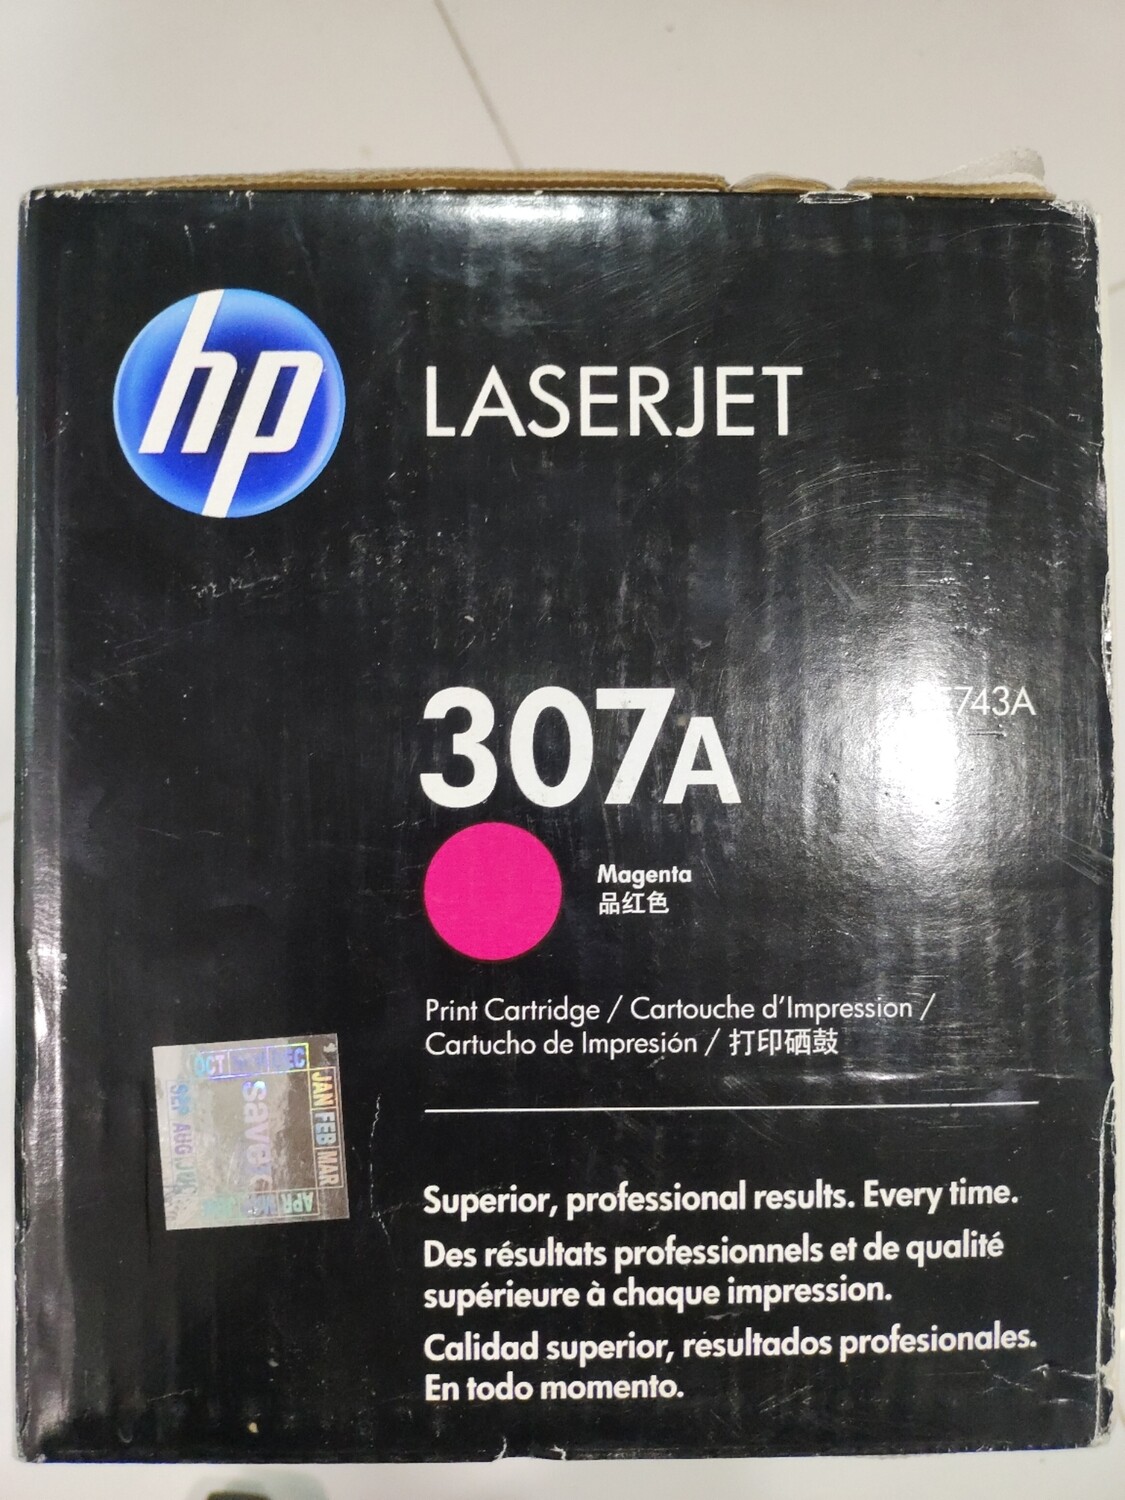 hp
LASERJET
307A
743A
Magenta
品红色
Print Cartridge / Cartouche d'Impression /
Cartucho de Impresión / 打印硒鼓
OCT DEC
JAN FEB MAR
SEP AUG
APR
Superior, professional results. Every time.
Des résultats professionnels et de qualité
supérieure à chaque impression.
Calidad superior, resultados profesionales.
En todo momento.